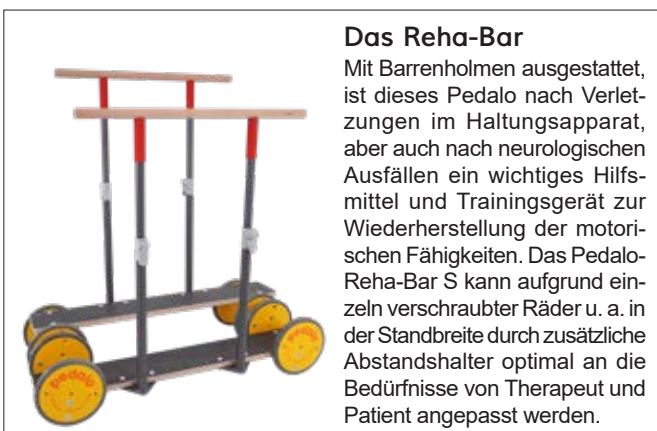 Das Reha-Bar
Mit Barrenholmen ausgestattet,
ist dieses Pedalo nach Verlet-
zungen im Haltungsapparat,
aber auch nach neurologischen
Ausfällen ein wichtiges Hilfs-
mittel und Trainingsgerät zur
Wiederherstellung der motori-
schen Fähigkeiten. Das Pedalo-
Reha-Bar S kann aufgrund ein-
zeln verschraubter Räder u. a. in
der Standbreite durch zusätzliche
Abstandshalter optimal an die
Bedürfnisse von Therapeut und
Patient angepasst werden.
pedalo
pedalo